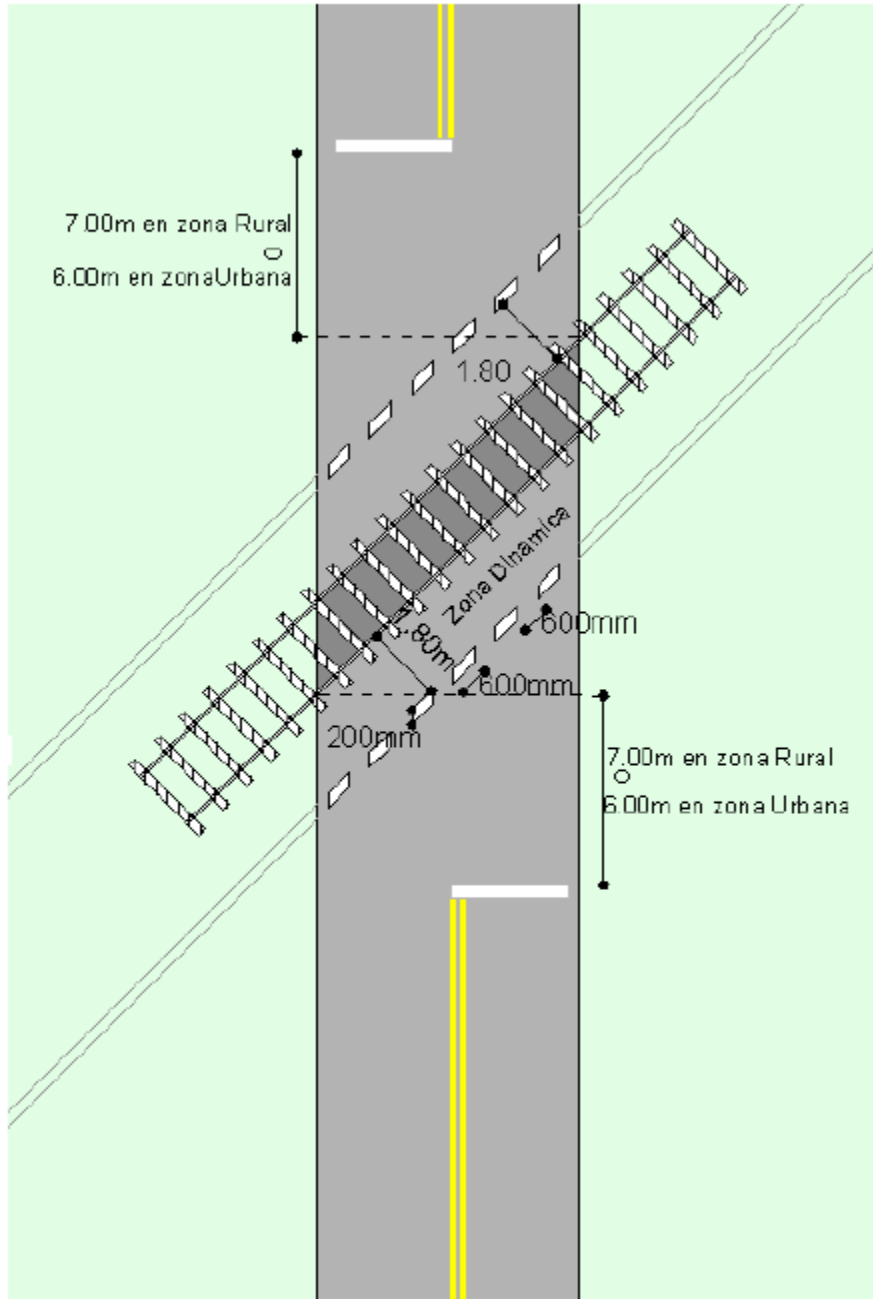 7.00m en zona Rural
o
6.00m en zonaUrbana
1.80
Zona Dinamica
1.80m
600mm
600mm
200mm
7.00m en zona Rural
O
6.00m en zona Urbana